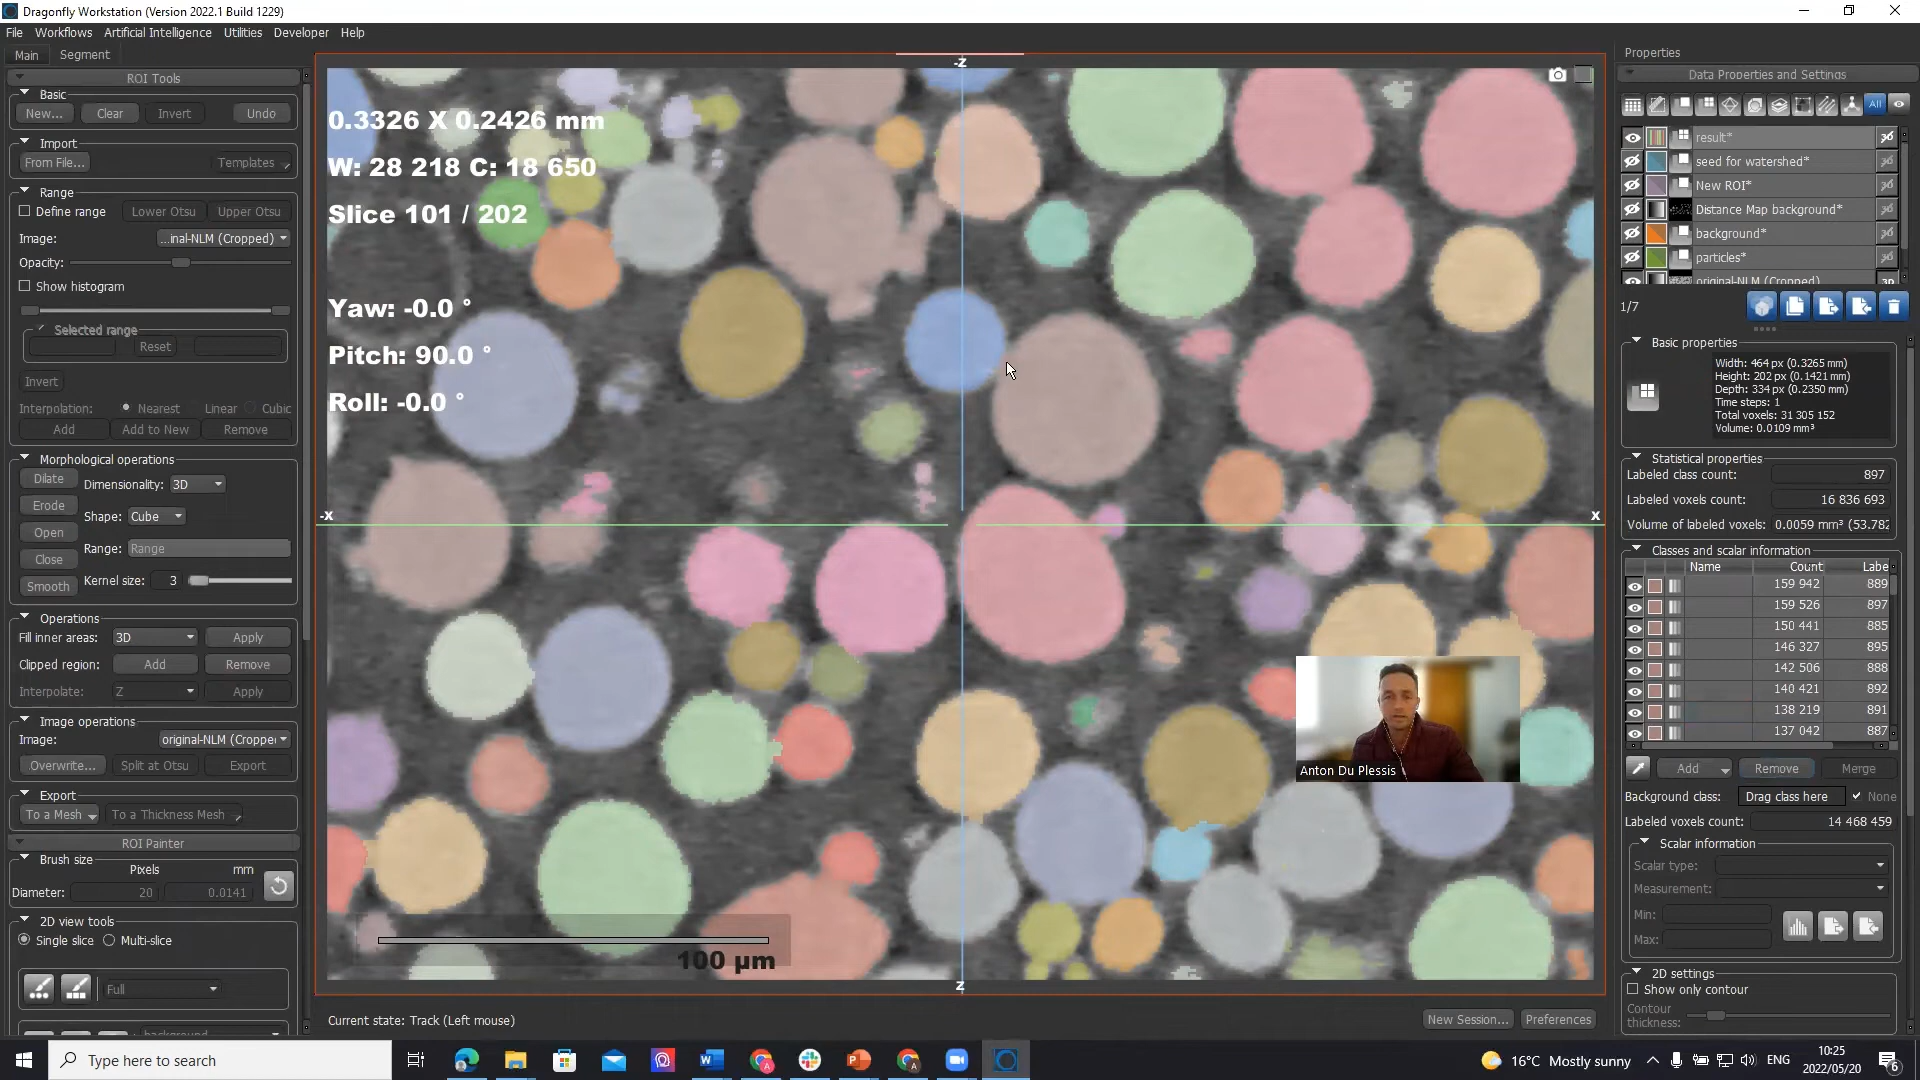 Dragonfly Workstation (Version 2022.1 Build 1229)
File Workflows Artificial Intelligence Utilities Developer Help
Main Segment
ROI Tools
Basic
New... Clear Invert Undo
Import
From File... Templates
Range
Define range Lower Otsu Upper Otsu
Image: ...inal-NLM (Cropped)
Opacity:
Show histogram
Selected range
Reset
Invert
Interpolation: Nearest Linear Cubic
Add Add to New Remove
Morphological operations
Dilate Dimensionality: 3D
Erode
Shape: Cube
Open
Range: Range
Close
Kernel size: 3
Smooth
Operations
Fill inner areas: 3D Apply
Clipped region: Add Remove
Interpolate: Z Apply
Image operations
Image: original-NLM (Croppe
Overwrite... Split at Otsu Export
Export
To a Mesh To a Thickness Mesh
ROI Painter
Brush size
Pixels mm
Diameter: 20 0.0141
2D view tools
Single slice Multi-slice
Full
background
-Z
0.3326 X 0.2426 mm
W: 28 218 C: 18 650
Slice 101 / 202
Yaw: -0.0 °
Pitch: 90.0 °
Roll: -0.0 °
-X X
Anton Du Plessis
100 µm
Z
Current state: Track (Left mouse)
New Session... Preferences
Properties
Data Properties and Settings
All
result*
seed for watershed*
New ROI*
Distance Map background*
background*
particles*
original-NLM (Cropped)
3D
1/7
Basic properties
Width: 464 px (0.3265 mm)
Height: 202 px (0.1421 mm)
Depth: 334 px (0.2350 mm)
Time steps: 1
Total voxels: 31 305 152
Volume: 0.0109 mm³
Statistical properties
Labeled class count: 897
Labeled voxels count: 16 836 693
Volume of labeled voxels: 0.0059 mm³ (53.782
Classes and scalar information
Name Count Labe
159 942 889
159 526 897
150 441 885
146 327 895
142 506 888
140 421 892
138 219 891
137 042 887
Add Remove Merge
Background class: Drag class here None
Labeled voxels count: 14 468 459
Scalar information
Scalar type:
Measurement:
Min:
Max:
2D settings
Show only contour
Contour
thickness:
Type here to search
16°C Mostly sunny
ENG
10:25
2022/05/20
6